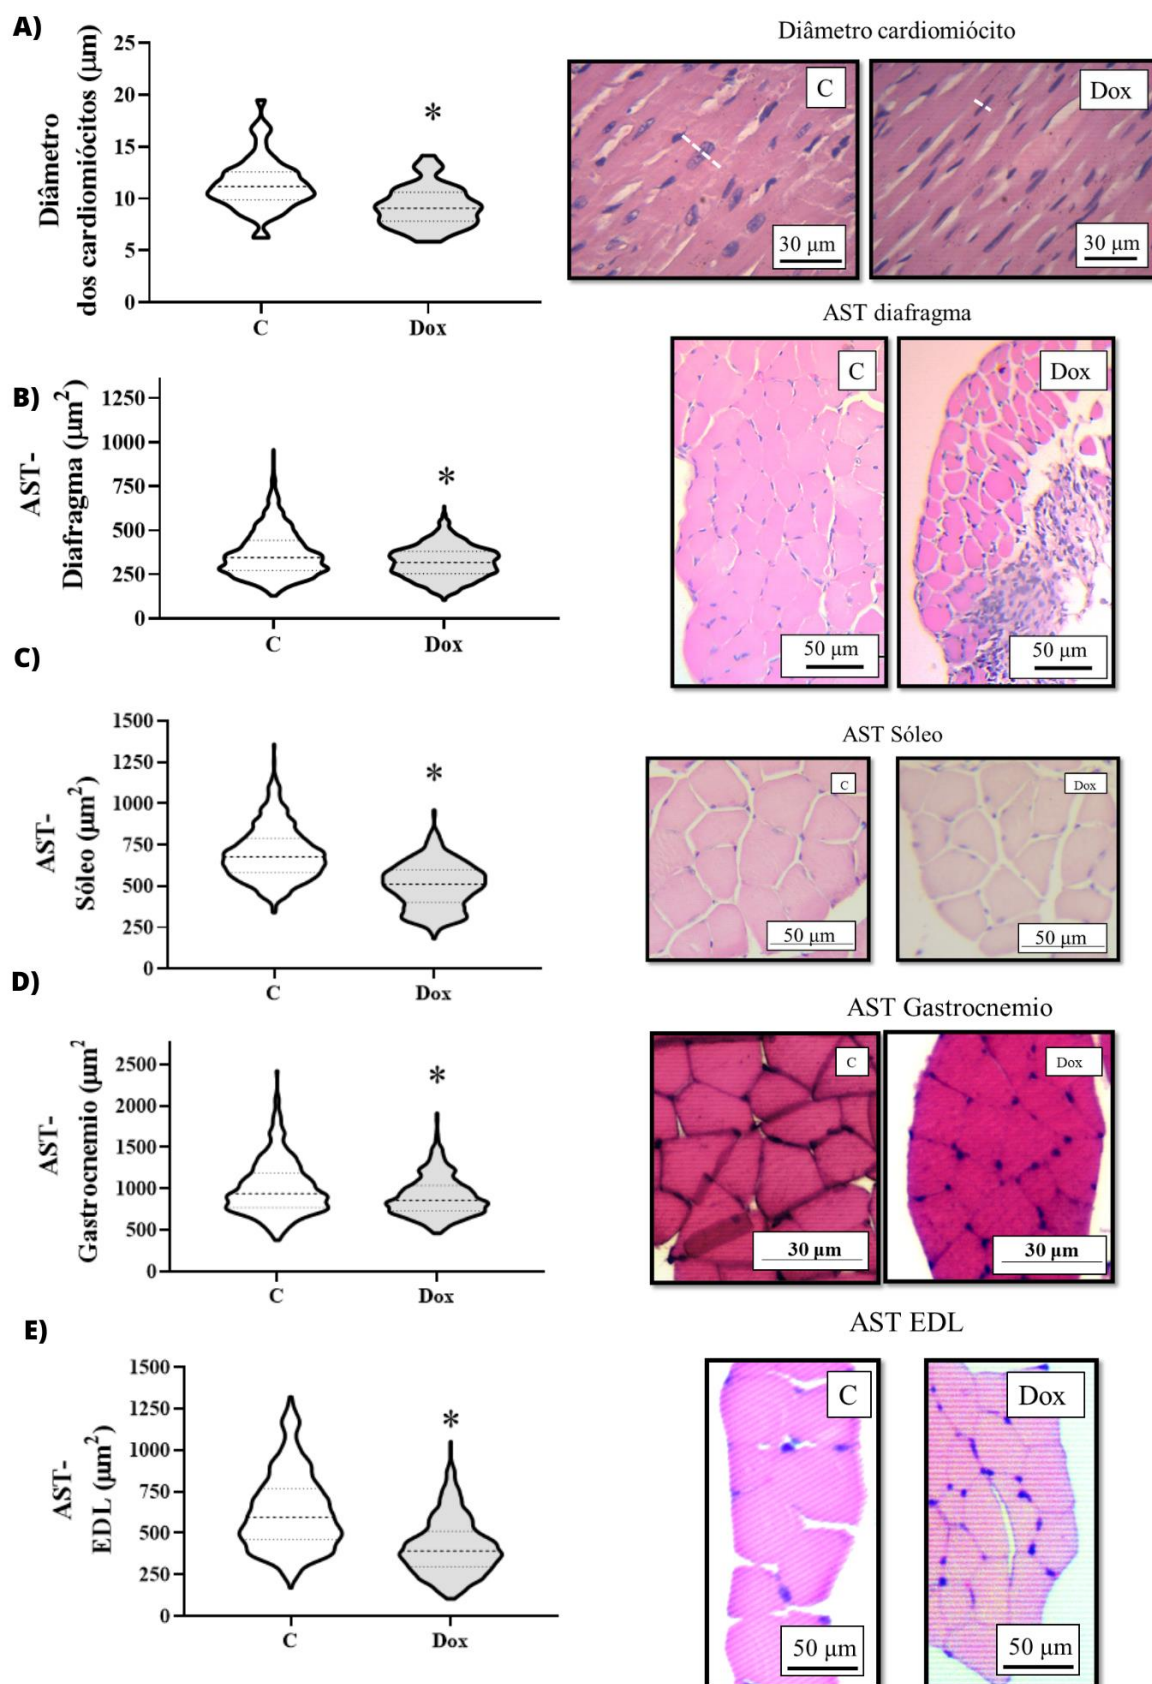 A)
Diâmetro
dos cardiomiócitos (μm)
25
20
15
10
5
0
*
C
Dox
Diâmetro cardiomiócito
C
30 μm
Dox
30 μm
B)
AST-
Diafragma (μm²)
1250
1000
750
500
250
0
*
C
Dox
AST diafragma
C
50 μm
Dox
50 μm
C)
AST-
Sóleo (μm²)
1500
1250
1000
750
500
250
0
*
C
Dox
AST Sóleo
C
50 μm
Dox
50 μm
D)
AST-
Gastrocnemio (μm²
2500
2000
1500
1000
500
0
*
C
Dox
AST Gastrocnemio
C
30 μm
Dox
30 μm
E)
AST-
EDL (μm²)
1500
1250
1000
750
500
250
0
*
C
Dox
AST EDL
C
50 μm
Dox
50 μm